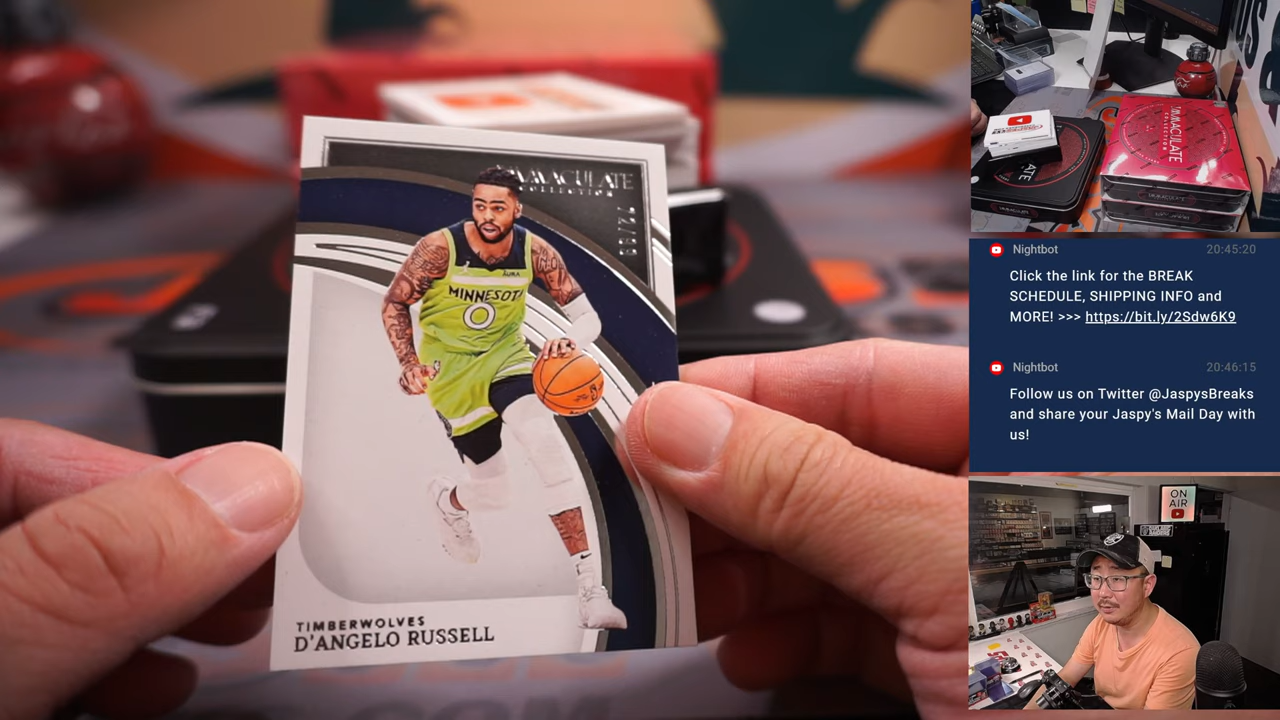 IMMACULATE
COLLECTION
AURA
MINNESOTA
0
TIMBERWOLVES
D'ANGELO RUSSELL
IMMACULATE
COLLECTION
Nightbot 20:45:20
Click the link for the BREAK
SCHEDULE, SHIPPING INFO and
MORE! >>> https://bit.ly/2Sdw6K9
Nightbot 20:46:15
Follow us on Twitter @JaspysBreaks
and share your Jaspy's Mail Day with
us!
ON
AIR